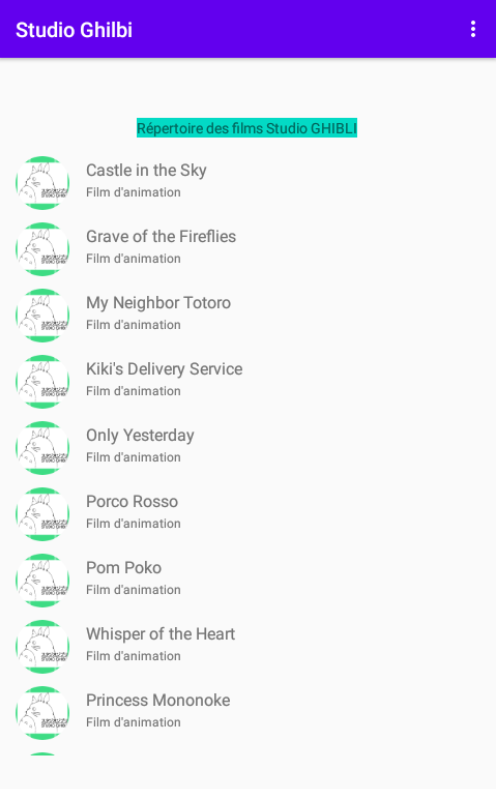 Studio Ghilbi
Répertoire des films Studio GHIBLI
Castle in the Sky
Film d'animation
Grave of the Fireflies
Film d'animation
My Neighbor Totoro
Film d'animation
Kiki's Delivery Service
Film d'animation
Only Yesterday
Film d'animation
Porco Rosso
Film d'animation
Pom Poko
Film d'animation
Whisper of the Heart
Film d'animation
Princess Mononoke
Film d'animation